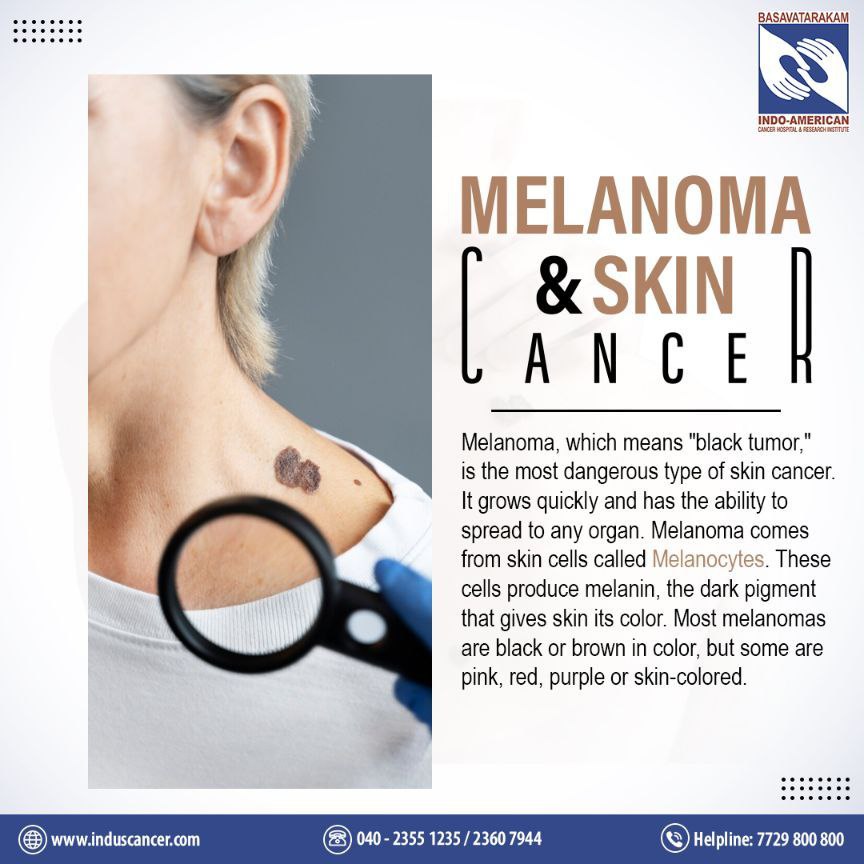 BASAVATARAKAM
INDO-AMERICAN
CANCER HOSPITAL & RESEARCH INSTITUTE
MELANOMA
& SKIN
CANCER
Melanoma, which means "black tumor,"
is the most dangerous type of skin cancer.
It grows quickly and has the ability to
spread to any organ. Melanoma comes
from skin cells called Melanocytes. These
cells produce melanin, the dark pigment
that gives skin its color. Most melanomas
are black or brown in color, but some are
pink, red, purple or skin-colored.
www.induscancer.com
040 - 2355 1235 / 2360 7944
Helpline: 7729 800 800